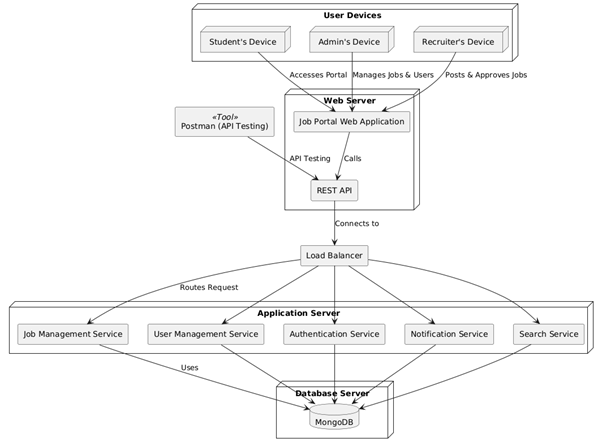 User Devices
Student's Device
Admin's Device
Recruiter's Device
Accesses Portal
Manages Jobs & Users
Posts & Approves Jobs
Web Server
«Tool»
Postman (API Testing)
Job Portal Web Application
API Testing
Calls
REST API
Connects to
Load Balancer
Routes Request
Application Server
Job Management Service
User Management Service
Authentication Service
Notification Service
Search Service
Uses
Database Server
MongoDB